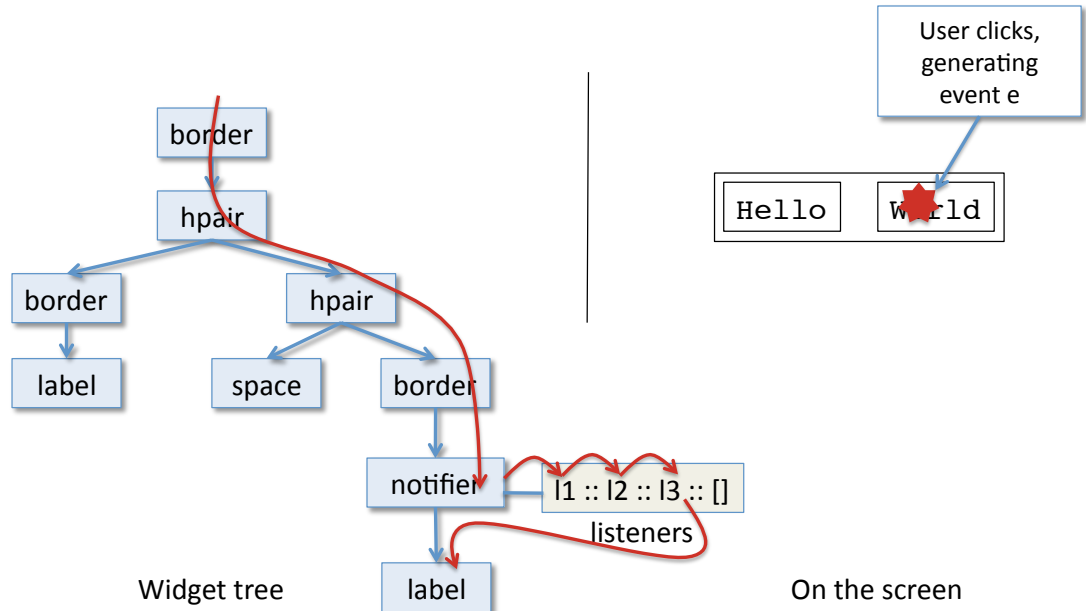 User clicks,
generating
event e
border
hpair
Hello
World
border
hpair
label
space
border
notifier
l1 :: l2 :: l3 :: []
listeners
label
Widget tree
On the screen